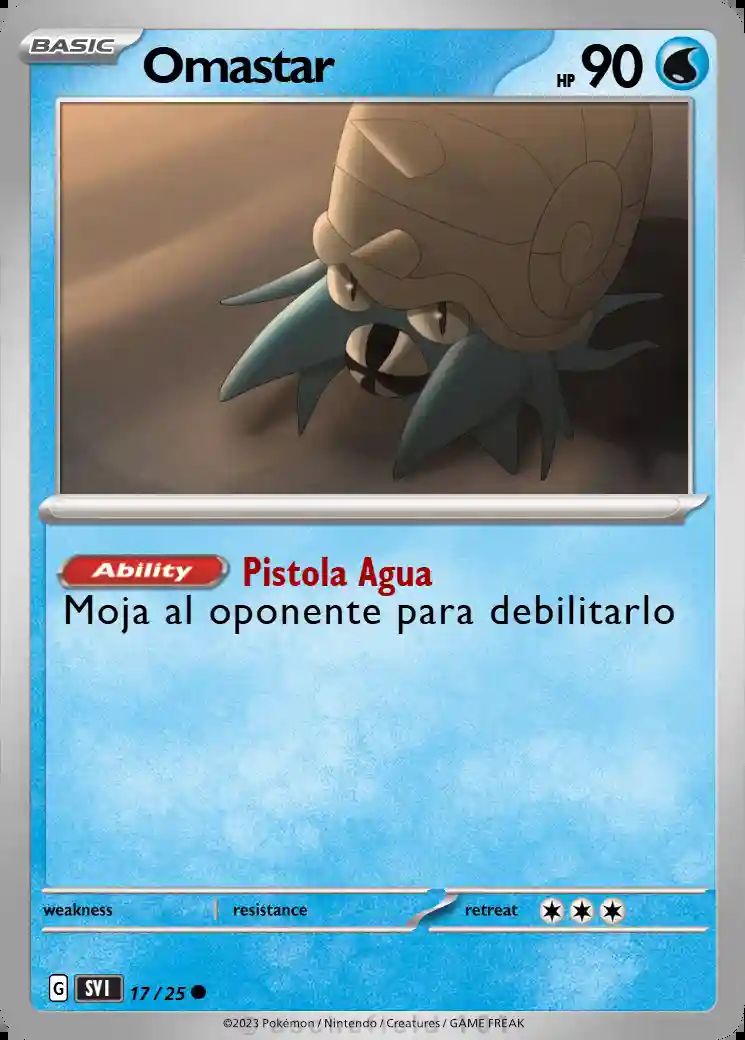 BASIC
Omastar
HP 90
Ability Pistola Agua
Moja al oponente para debilitarlo
weakness
resistance
retreat
G SVI 17/25
©2023 Pokémon / Nintendo / Creatures / GAME FREAK